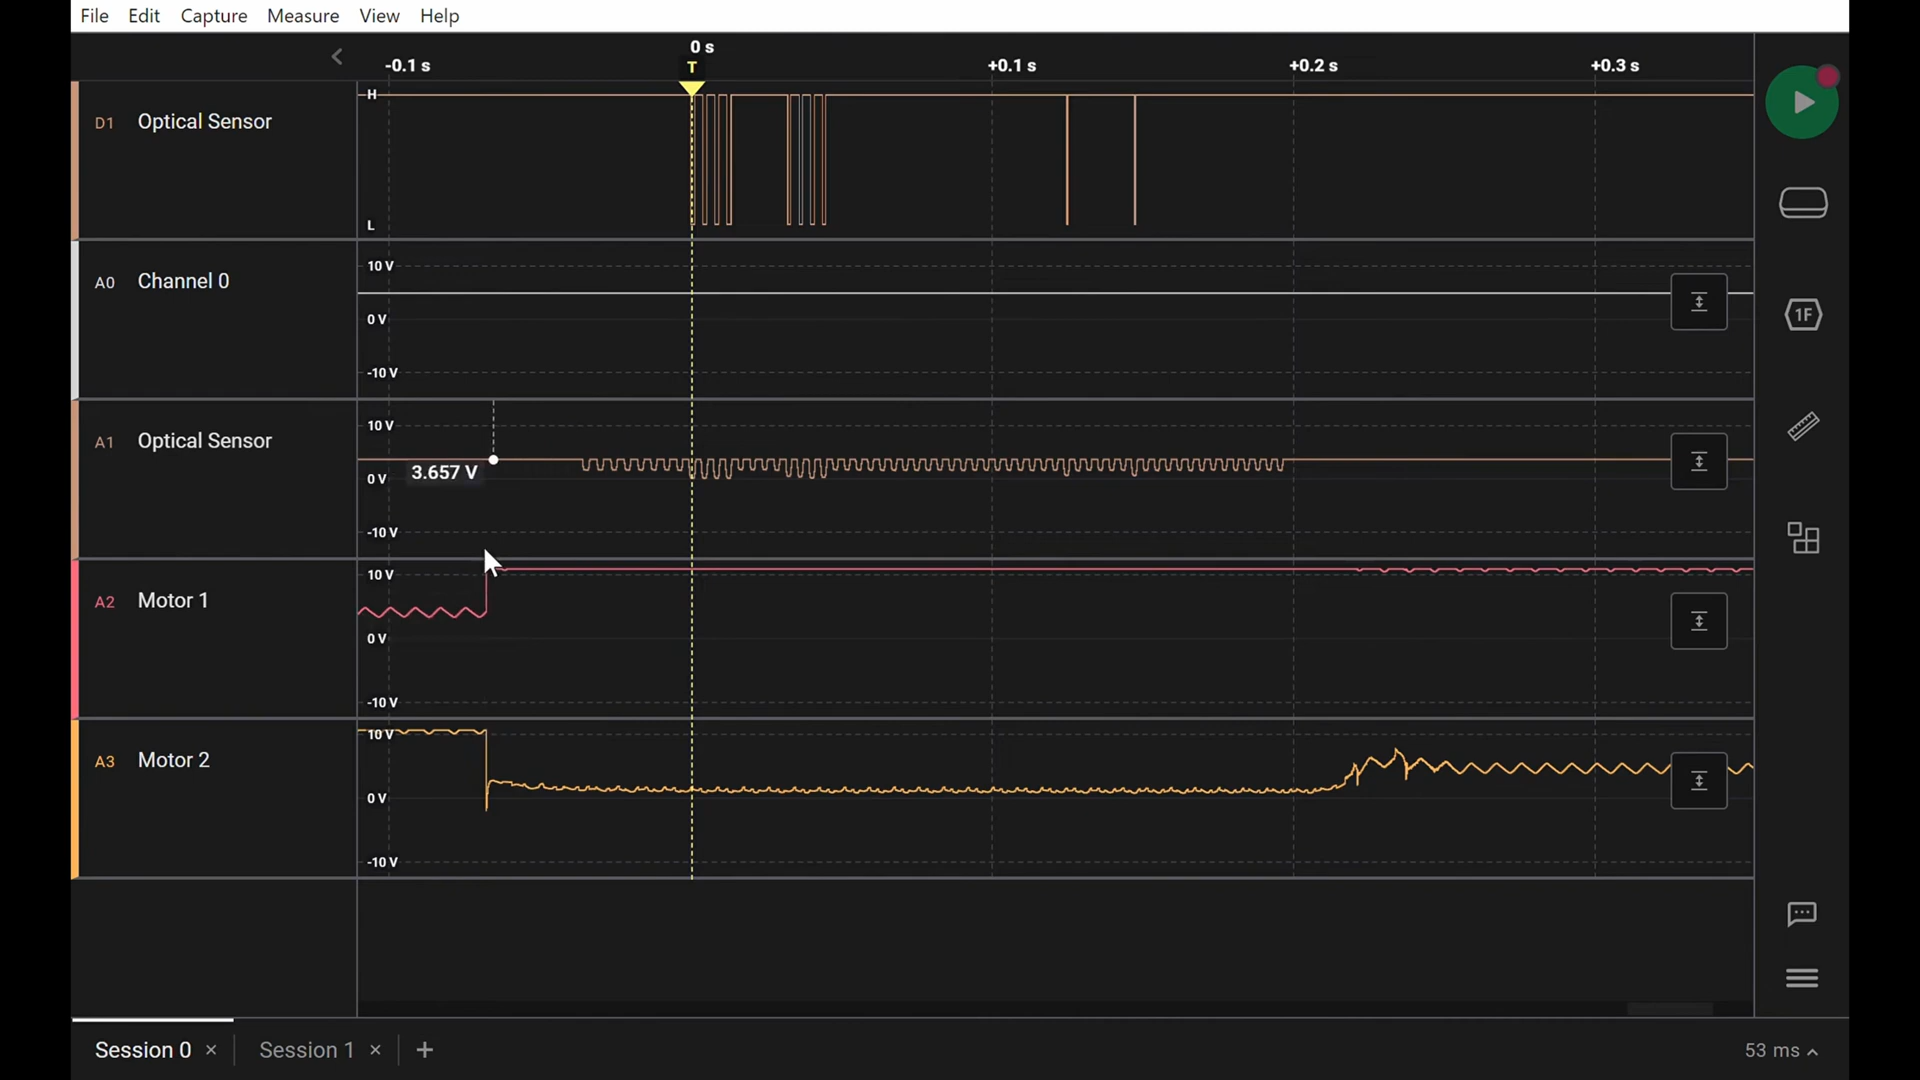 File Edit Capture Measure View Help
0 s
-0.1 s T +0.1 s +0.2 s +0.3 s
D1 Optical Sensor
H
L
A0 Channel 0
10 V
0 V
-10 V
A1 Optical Sensor
10 V
3.657 V
0 V
-10 V
A2 Motor 1
10 V
0 V
-10 V
A3 Motor 2
10 V
0 V
-10 V
1F
Session 0 × Session 1 × +
53 ms